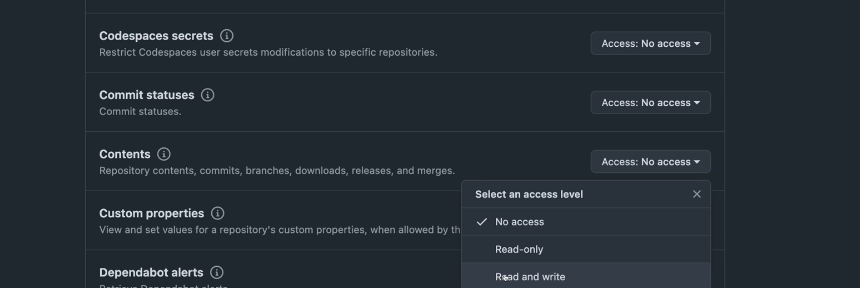 Codespaces secrets
Restrict Codespaces user secrets modifications to specific repositories.
Access: No access
Commit statuses
Commit statuses.
Access: No access
Contents
Repository contents, commits, branches, downloads, releases, and merges.
Access: No access
Select an access level
No access
Read-only
Read and write
Custom properties
View and set values for a repository's custom properties, when allowed by th
Dependabot alerts
Retrieve Dependabot alerts.